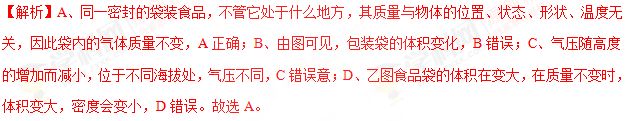 【解析】A、同一密封的袋装食品，不管它处于什么地方，其质量与物体的位置、状态、形状、温度无
关，因此袋内的气体质量不变，A 正确；B、由图可见，包装袋的体积变化，B 错误；C、气压随高度
的增加而减小，位于不同海拔处，气压不同，C 错误意；D、乙图食品袋的体积在变大，在质量不变时，
体积变大，密度会变小，D 错误。故选 A。